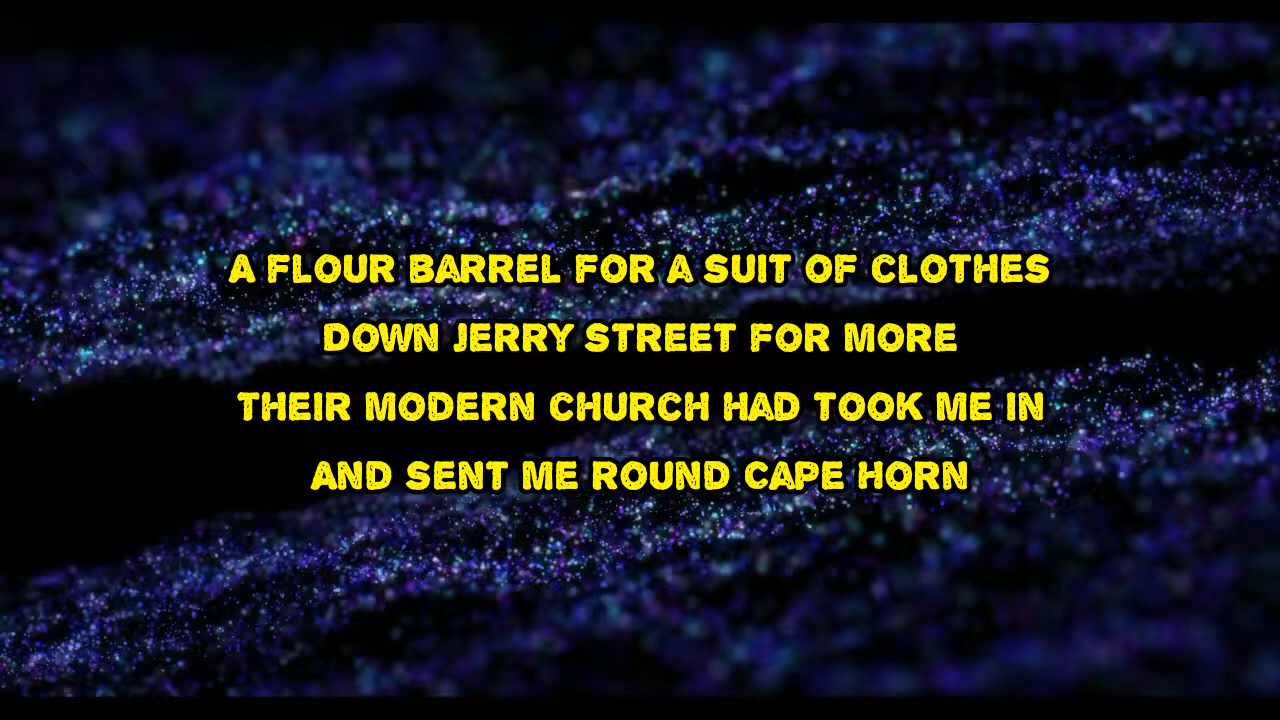 A FLOUR BARREL FOR A SUIT OF CLOTHES
DOWN JERRY STREET FOR MORE
THEIR MODERN CHURCH HAD TOOK ME IN
AND SENT ME ROUND CAPE HORN